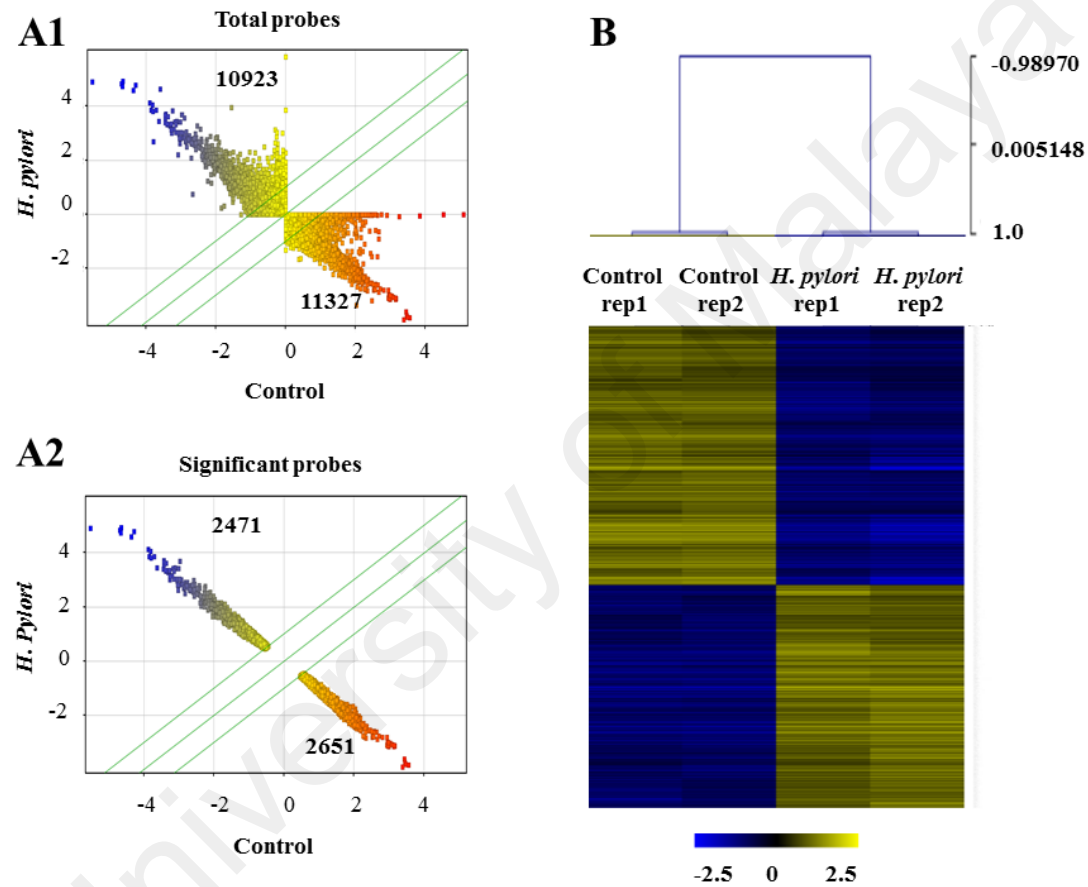 A1
Total probes
10923
H. pylori
4
2
0
-2
11327
-4 -2 0 2 4
Control
A2
Significant probes
2471
H. Pylori
4
2
0
-2
2651
-4 -2 0 2 4
Control
B
-0.98970
0.005148
1.0
Control rep1
Control rep2
H. pylori rep1
H. pylori rep2
-2.5 0 2.5
University of Malaya